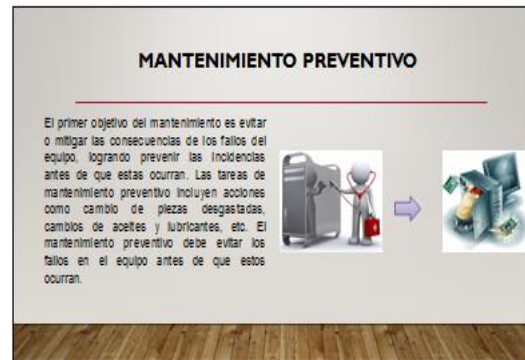 MANTENIMIENTO PREVENTIVO
El primer objetivo del mantenimiento es evitar
o mitigar las consecuencias de los fallos del
equipo, logrando prevenir las incidencias
antes de que estas ocurran. Las tareas de
mantenimiento preventivo incluyen acciones
como cambio de piezas desgastadas,
cambios de aceites y lubricantes, etc. El
mantenimiento preventivo debe evitar los
fallos en el equipo antes de que estos
ocurran.